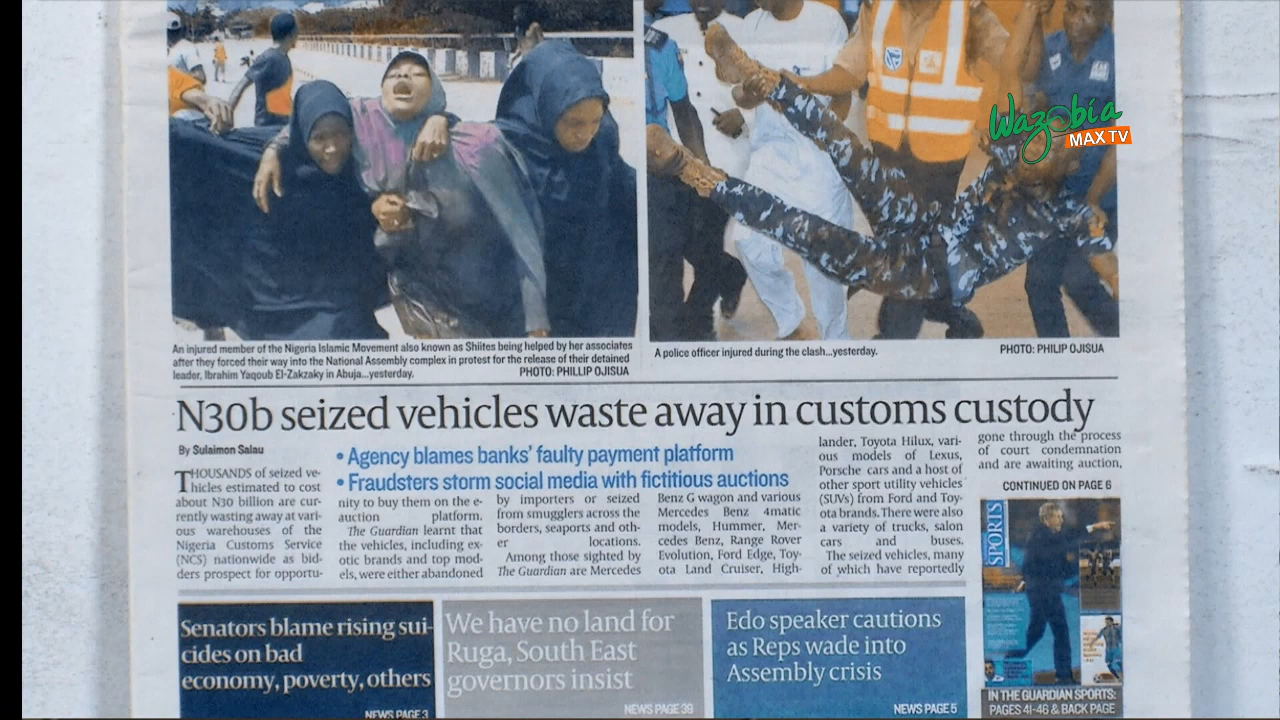 Wazobia
MAX TV
An injured member of the Nigeria Islamic Movement also known as Shiites being helped by her associates
after they forced their way into the National Assembly complex in protest for the release of their detained
leader, Ibrahim Yaqoub El-Zakzaky in Abuja...yesterday.
PHOTO: PHILLIP OJISUA
A police officer injured during the clash...yesterday.
PHOTO: PHILIP OJISUA
N30b seized vehicles waste away in customs custody
By Sulaimon Salau
• Agency blames banks' faulty payment platform
• Fraudsters storm social media with fictitious auctions
THOUSANDS of seized ve-
hicles estimated to cost
about N30 billion are cur-
rently wasting away at vari-
ous warehouses of the
Nigeria Customs Service
(NCS) nationwide as bid-
ders prospect for opportu-
nity to buy them on the e-
auction platform.
The Guardian learnt that
the vehicles, including ex-
otic brands and top mod-
els, were either abandoned
by importers or seized
from smugglers across the
borders, seaports and oth-
er locations.
Among those sighted by
The Guardian are Mercedes
Benz G wagon and various
Mercedes Benz 4matic
models, Hummer, Mer-
cedes Benz, Range Rover
Evolution, Ford Edge, Toy-
ota Land Cruiser, High-
lander, Toyota Hilux, vari-
ous models of Lexus,
Porsche cars and a host of
other sport utility vehicles
(SUVs) from Ford and Toy-
ota brands. There were also
a variety of trucks, salon
cars and buses.
The seized vehicles, many
of which have reportedly
gone through the process
of court condemnation
and are awaiting auction,
CONTINUED ON PAGE 6
SPORTS
IN THE GUARDIAN SPORTS:
PAGES 41-46 & BACK PAGE
Senators blame rising sui-
cides on bad
economy, poverty, others
NEWS PAGE 3
We have no land for
Ruga, South East
governors insist
NEWS PAGE 39
Edo speaker cautions
as Reps wade into
Assembly crisis
NEWS PAGE 5